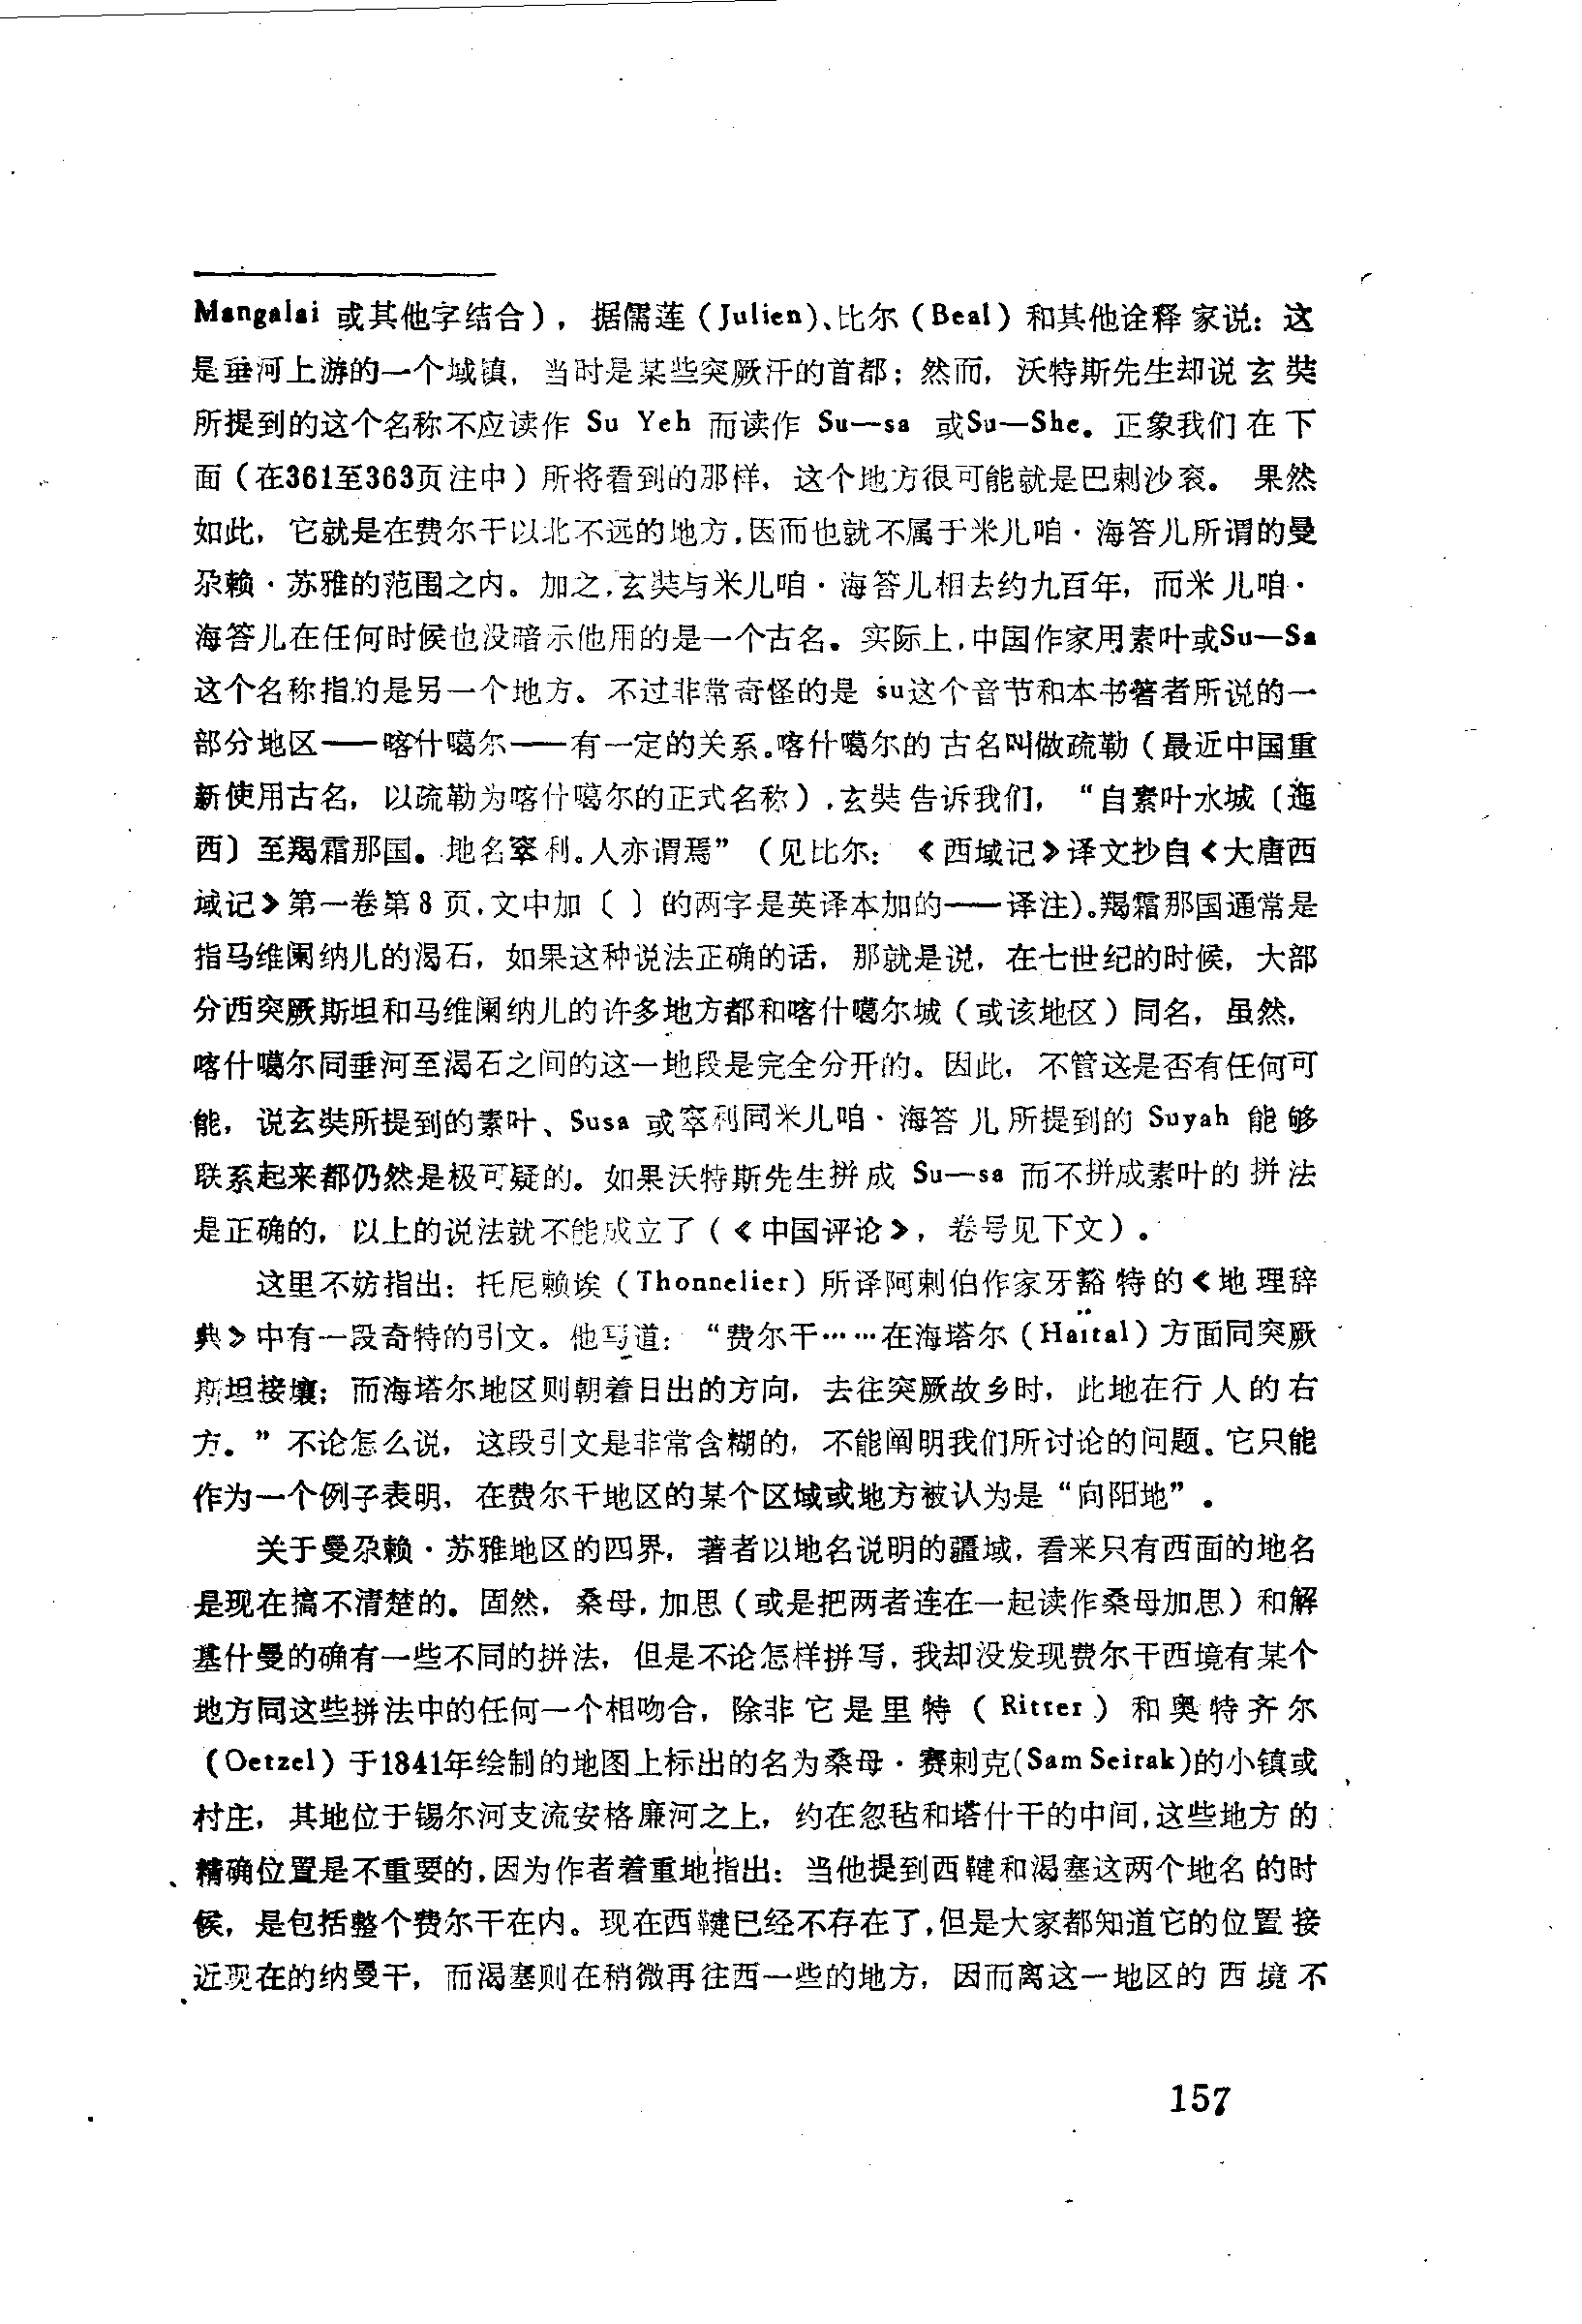 Mangalai 或其他字结合），据儒莲（Julien）、比尔（Beal）和其他诠释家说：这
是垂河上游的一个城镇，当时是某些突厥汗的首都；然而，沃特斯先生却说玄奘
所提到的这个名称不应读作 Su Yeh 而读作 Su—sa 或Su—She。正象我们在下
面（在361至363页注中）所将看到的那样，这个地方很可能就是巴剌沙衮。果然
如此，它就是在费尔干以北不远的地方，因而也就不属于米儿咱·海答儿所谓的曼
尕赖·苏雅的范围之内。加之，玄奘与米儿咱·海答儿相去约九百年，而米儿咱·
海答儿在任何时候也没暗示他用的是一个古名。实际上，中国作家用素叶或Su—Sa
这个名称指的是另一个地方。不过非常奇怪的是 su这个音节和本书著者所说的一
部分地区——喀什噶尔——有一定的关系。喀什噶尔的古名叫做疏勒（最近中国重
新使用古名，以疏勒为喀什噶尔的正式名称），玄奘告诉我们，“自素叶水城〔迤
西〕至羯霜那国。地名窣利。人亦谓焉”（见比尔：《西域记》译文抄自《大唐西
域记》第一卷第8页，文中加〔 〕的两字是英译本加的——译注）。羯霜那国通常是
指马维阑纳儿的渴石，如果这种说法正确的话，那就是说，在七世纪的时候，大部
分西突厥斯坦和马维阑纳儿的许多地方都和喀什噶尔城（或该地区）同名，虽然，
喀什噶尔同垂河至渴石之间的这一地段是完全分开的。因此，不管这是否有任何可
能，说玄奘所提到的素叶、Susa 或窣利同米儿咱·海答儿所提到的 Suyah 能够
联系起来都仍然是极可疑的。如果沃特斯先生拼成 Su—sa 而不拼成素叶的拼法
是正确的，以上的说法就不能成立了（《中国评论》，卷号见下文）。
这里不妨指出：托尼赖诶（Thonnelier）所译阿剌伯作家牙豁特的《地理辞
典》中有一段奇特的引文。他写道：“费尔干……在海塔尔（Haïtal）方面同突厥
斯坦接壤；而海塔尔地区则朝着日出的方向，去往突厥故乡时，此地在行人的右
方。”不论怎么说，这段引文是非常含糊的，不能阐明我们所讨论的问题。它只能
作为一个例子表明，在费尔干地区的某个区域或地方被认为是“向阳地”。
关于曼尕赖·苏雅地区的四界，著者以地名说明的疆域，看来只有西面的地名
是现在搞不清楚的。固然，桑母，加思（或是把两者连在一起读作桑母加思）和解
基什曼的确有一些不同的拼法，但是不论怎样拼写，我却没发现费尔干西境有某个
地方同这些拼法中的任何一个相吻合，除非它是里特（Ritter）和奥特齐尔
（Oetzel）于1841年绘制的地图上标出的名为桑母·赛剌克(Sam Seirak)的小镇或
村庄，其地位于锡尔河支流安格廉河之上，约在忽毡和塔什干的中间，这些地方的
精确位置是不重要的，因为作者着重地指出：当他提到西鞬和渴塞这两个地名的时
候，是包括整个费尔干在内。现在西鞬已经不存在了，但是大家都知道它的位置接
近现在的纳曼干，而渴塞则在稍微再往西一些的地方，因而离这一地区的西境不
157